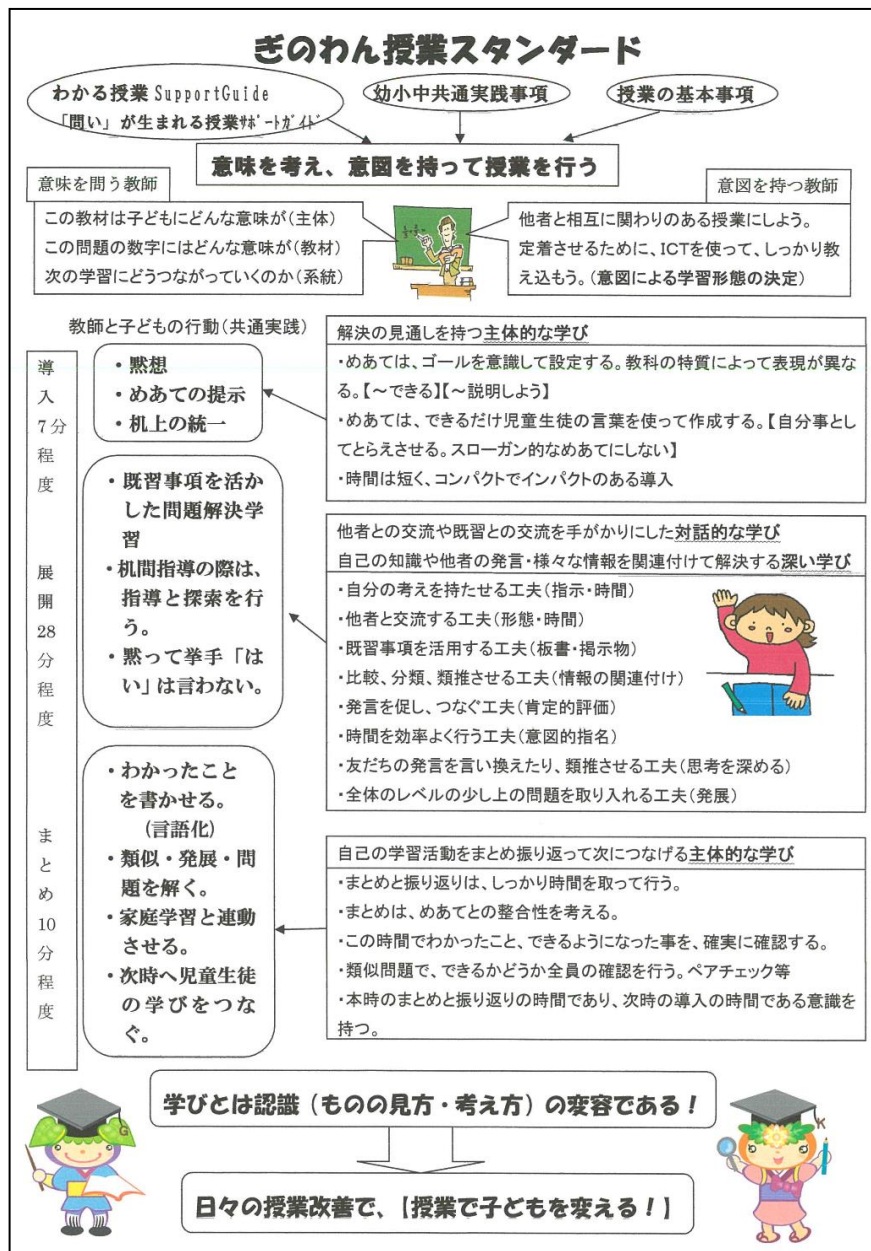 ぎのわん授業スタンダード
わかる授業 SupportGuide
「問い」が生まれる授業ｻﾎﾟｰﾄｶﾞｲﾄﾞ
幼小中共通実践事項
授業の基本事項
意味を考え、意図を持って授業を行う
意味を問う教師
この教材は子どもにどんな意味が(主体)
この問題の数字にはどんな意味が(教材)
次の学習にどうつながっていくのか(系統)
意図を持つ教師
他者と相互に関わりのある授業にしよう。
定着させるために、ICTを使って、しっかり教
え込もう。(意図による学習形態の決定)
教師と子どもの行動(共通実践)
導入7分程度
展開28分程度
まとめ10分程度
・黙想
・めあての提示
・机上の統一
解決の見通しを持つ主体的な学び
・めあては、ゴールを意識して設定する。教科の特質によって表現が異な
る。【～できる】【～説明しよう】
・めあては、できるだけ児童生徒の言葉を使って作成する。【自分事とし
てとらえさせる。スローガン的なめあてにしない】
・時間は短く、コンパクトでインパクトのある導入
・既習事項を活か
した問題解決学
習
・机間指導の際は、
指導と探索を行
う。
・黙って挙手「は
い」は言わない。
他者との交流や既習との交流を手がかりにした対話的な学び
自己の知識や他者の発言・様々な情報を関連付けて解決する深い学び
・自分の考えを持たせる工夫(指示・時間)
・他者と交流する工夫(形態・時間)
・既習事項を活用する工夫(板書・掲示物)
・比較、分類、類推させる工夫(情報の関連付け)
・発言を促し、つなぐ工夫(肯定的評価)
・時間を効率よく行う工夫(意図的指名)
・友だちの発言を言い換えたり、類推させる工夫(思考を深める)
・全体のレベルの少し上の問題を取り入れる工夫(発展)
・わかったこと
を書かせる。
(言語化)
・類似・発展・問
題を解く。
・家庭学習と連動
させる。
・次時へ児童生徒
の学びをつな
ぐ。
自己の学習活動をまとめ振り返って次につなげる主体的な学び
・まとめと振り返りは、しっかり時間を取って行う。
・まとめは、めあてとの整合性を考える。
・この時間でわかったこと、できるようになった事を、確実に確認する。
・類似問題で、できるかどうか全員の確認を行う。ペアチェック等
・本時のまとめと振り返りの時間であり、次時の導入の時間である意識を
持つ。
学びとは認識（ものの見方・考え方）の変容である！
日々の授業改善で、【授業で子どもを変える！】
G
K